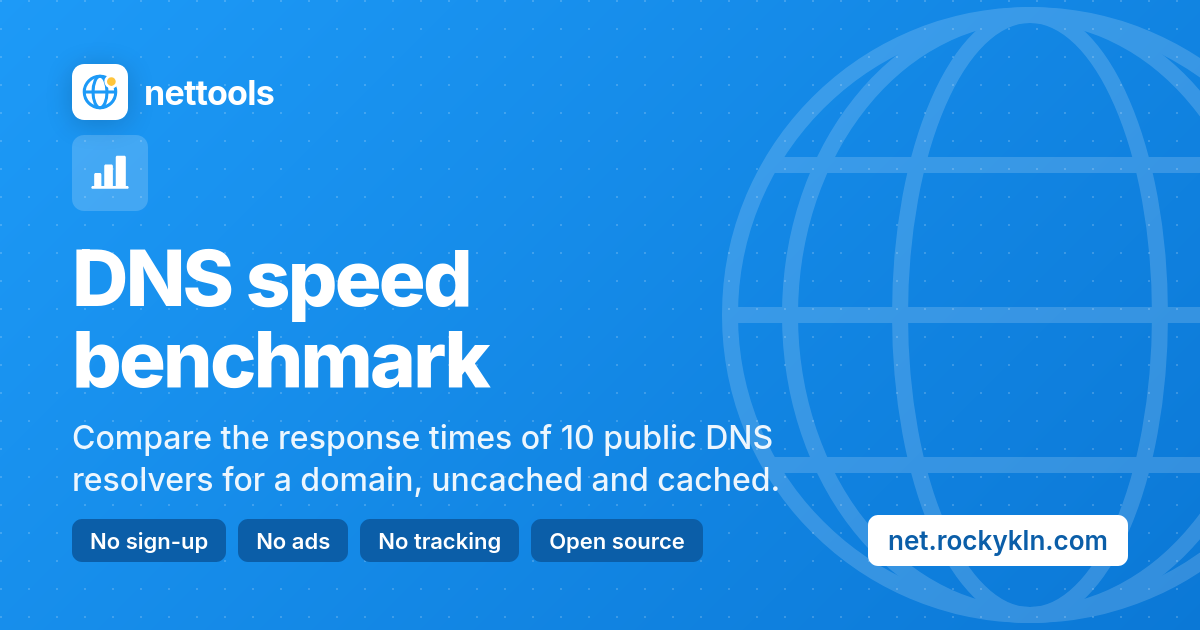 nettools
DNS speed
benchmark
Compare the response times of 10 public DNS
resolvers for a domain, uncached and cached.
No sign-up
No ads
No tracking
Open source
net.rockykln.com